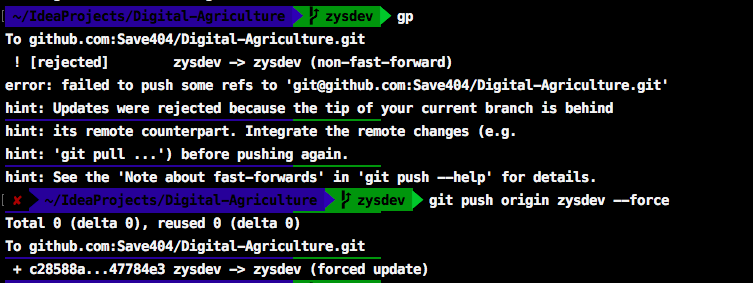 ~/IdeaProjects/Digital-Agriculture zysdev gp
To github.com:Save404/Digital-Agriculture.git
! [rejected] zysdev -> zysdev (non-fast-forward)
error: failed to push some refs to 'git@github.com:Save404/Digital-Agriculture.git'
hint: Updates were rejected because the tip of your current branch is behind
hint: its remote counterpart. Integrate the remote changes (e.g.
hint: 'git pull ...') before pushing again.
hint: See the 'Note about fast-forwards' in 'git push --help' for details.
✘ ~/IdeaProjects/Digital-Agriculture zysdev git push origin zysdev --force
Total 0 (delta 0), reused 0 (delta 0)
To github.com:Save404/Digital-Agriculture.git
+ c28588a...47784e3 zysdev -> zysdev (forced update)